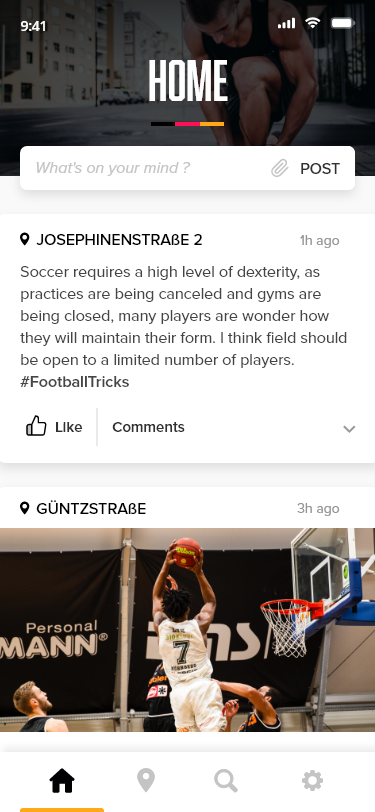 9:41
HOME
What's on your mind ?
POST
JOSEPHINENSTRAßE 2
1h ago
Soccer requires a high level of dexterity, as
practices are being canceled and gyms are
being closed, many players are wonder how
they will maintain their form. I think field should
be open to a limited number of players.
#FootballTricks
Like
Comments
GÜNTZSTRAßE
3h ago
Personal
MANN®
7
NÜRNBERG